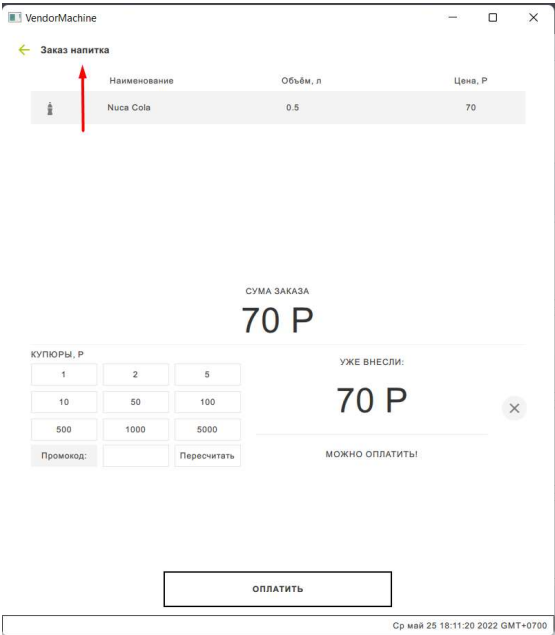 VendorMachine
Заказ напитка
Наименование Объём, л Цена, Р
Nuca Cola 0.5 70
СУМА ЗАКАЗА
70 Р
КУПЮРЫ, Р
УЖЕ ВНЕСЛИ:
1 2 5
70 Р
10 50 100
500 1000 5000
Промокод: Пересчитать
МОЖНО ОПЛАТИТЬ!
ОПЛАТИТЬ
Ср май 25 18:11:20 2022 GMT+0700